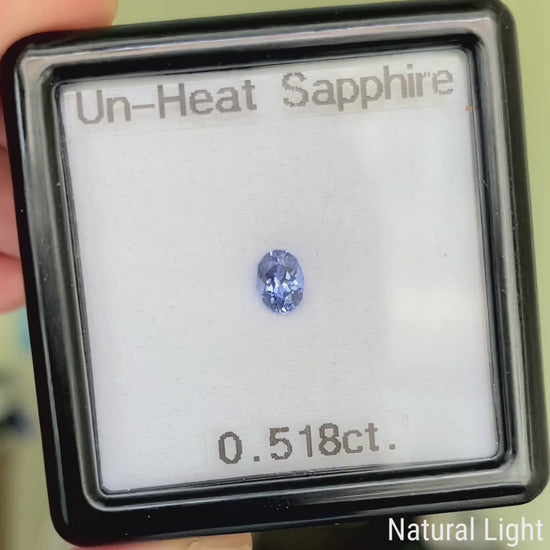 Un-Heat Sapphire
0.518ct.
Natural Light